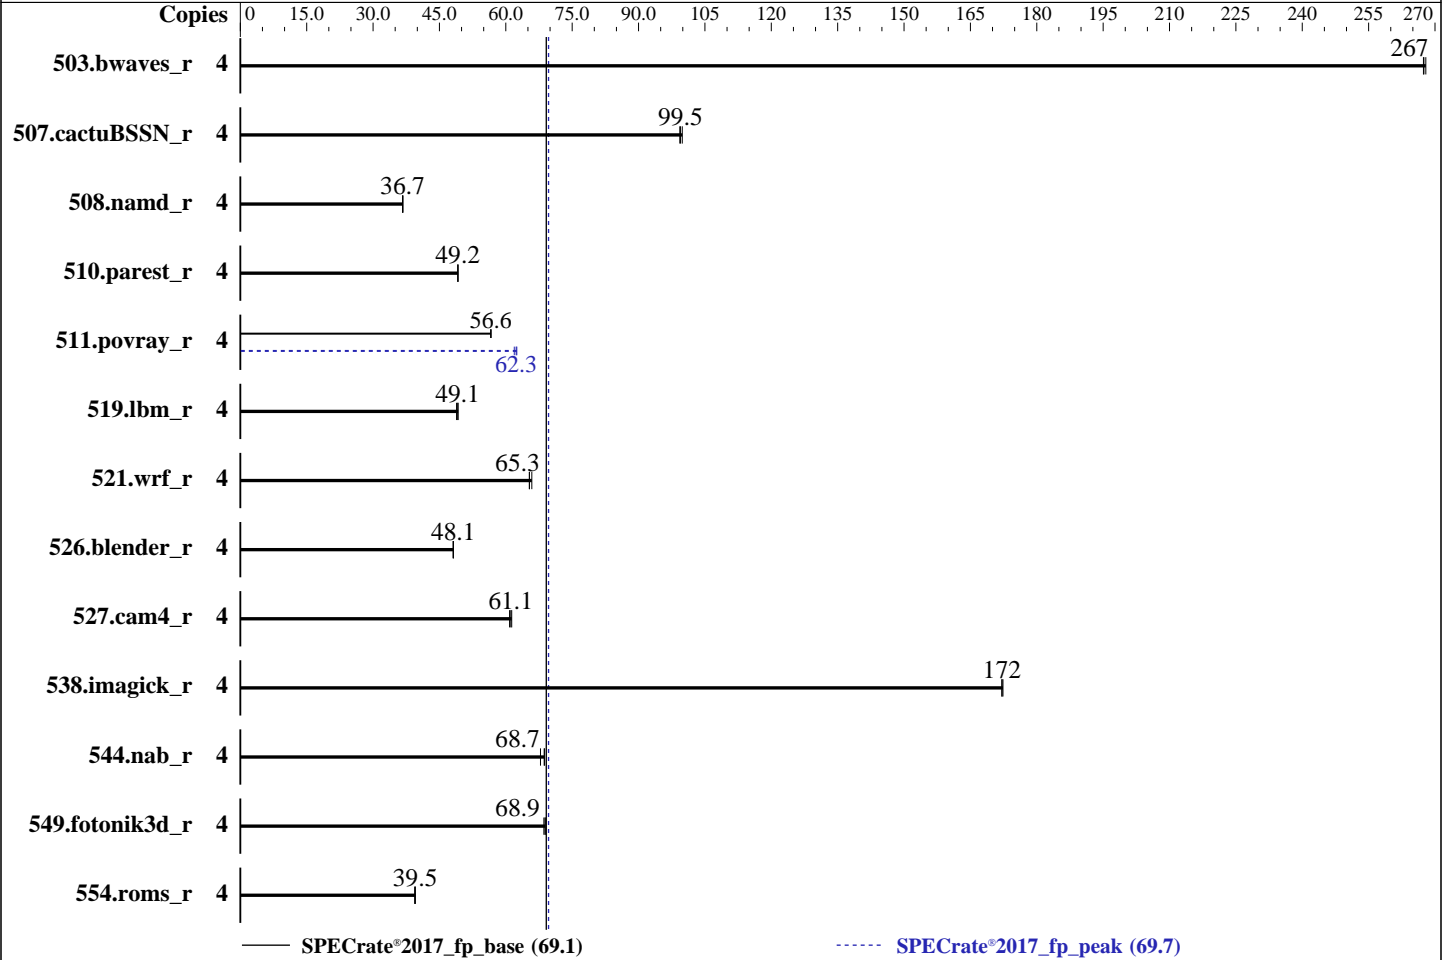 Copies 0 15.0 30.0 45.0 60.0 75.0 90.0 105 120 135 150 165 180 195 210 225 240 255 270
267
503.bwaves_r 4
99.5
507.cactuBSSN_r 4
36.7
508.namd_r 4
49.2
510.parest_r 4
56.6
511.povray_r 4
62.3
49.1
519.lbm_r 4
65.3
521.wrf_r 4
48.1
526.blender_r 4
61.1
527.cam4_r 4
172
538.imagick_r 4
68.7
544.nab_r 4
68.9
549.fotonik3d_r 4
39.5
554.roms_r 4
SPECrate®2017_fp_base (69.1) SPECrate®2017_fp_peak (69.7)